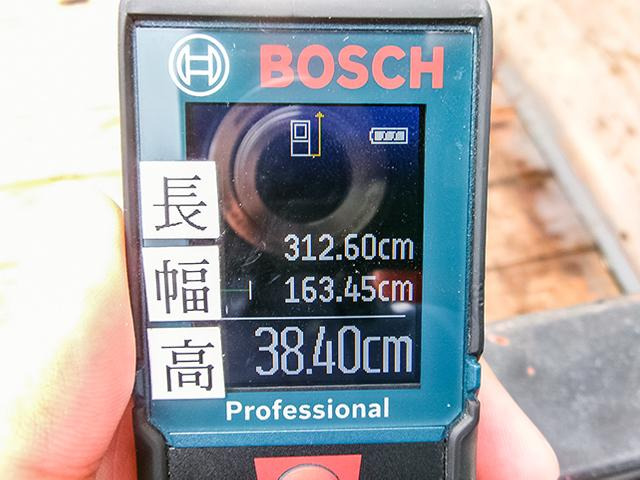 BOSCH
長 312.60cm
幅 163.45cm
高 38.40cm
Professional